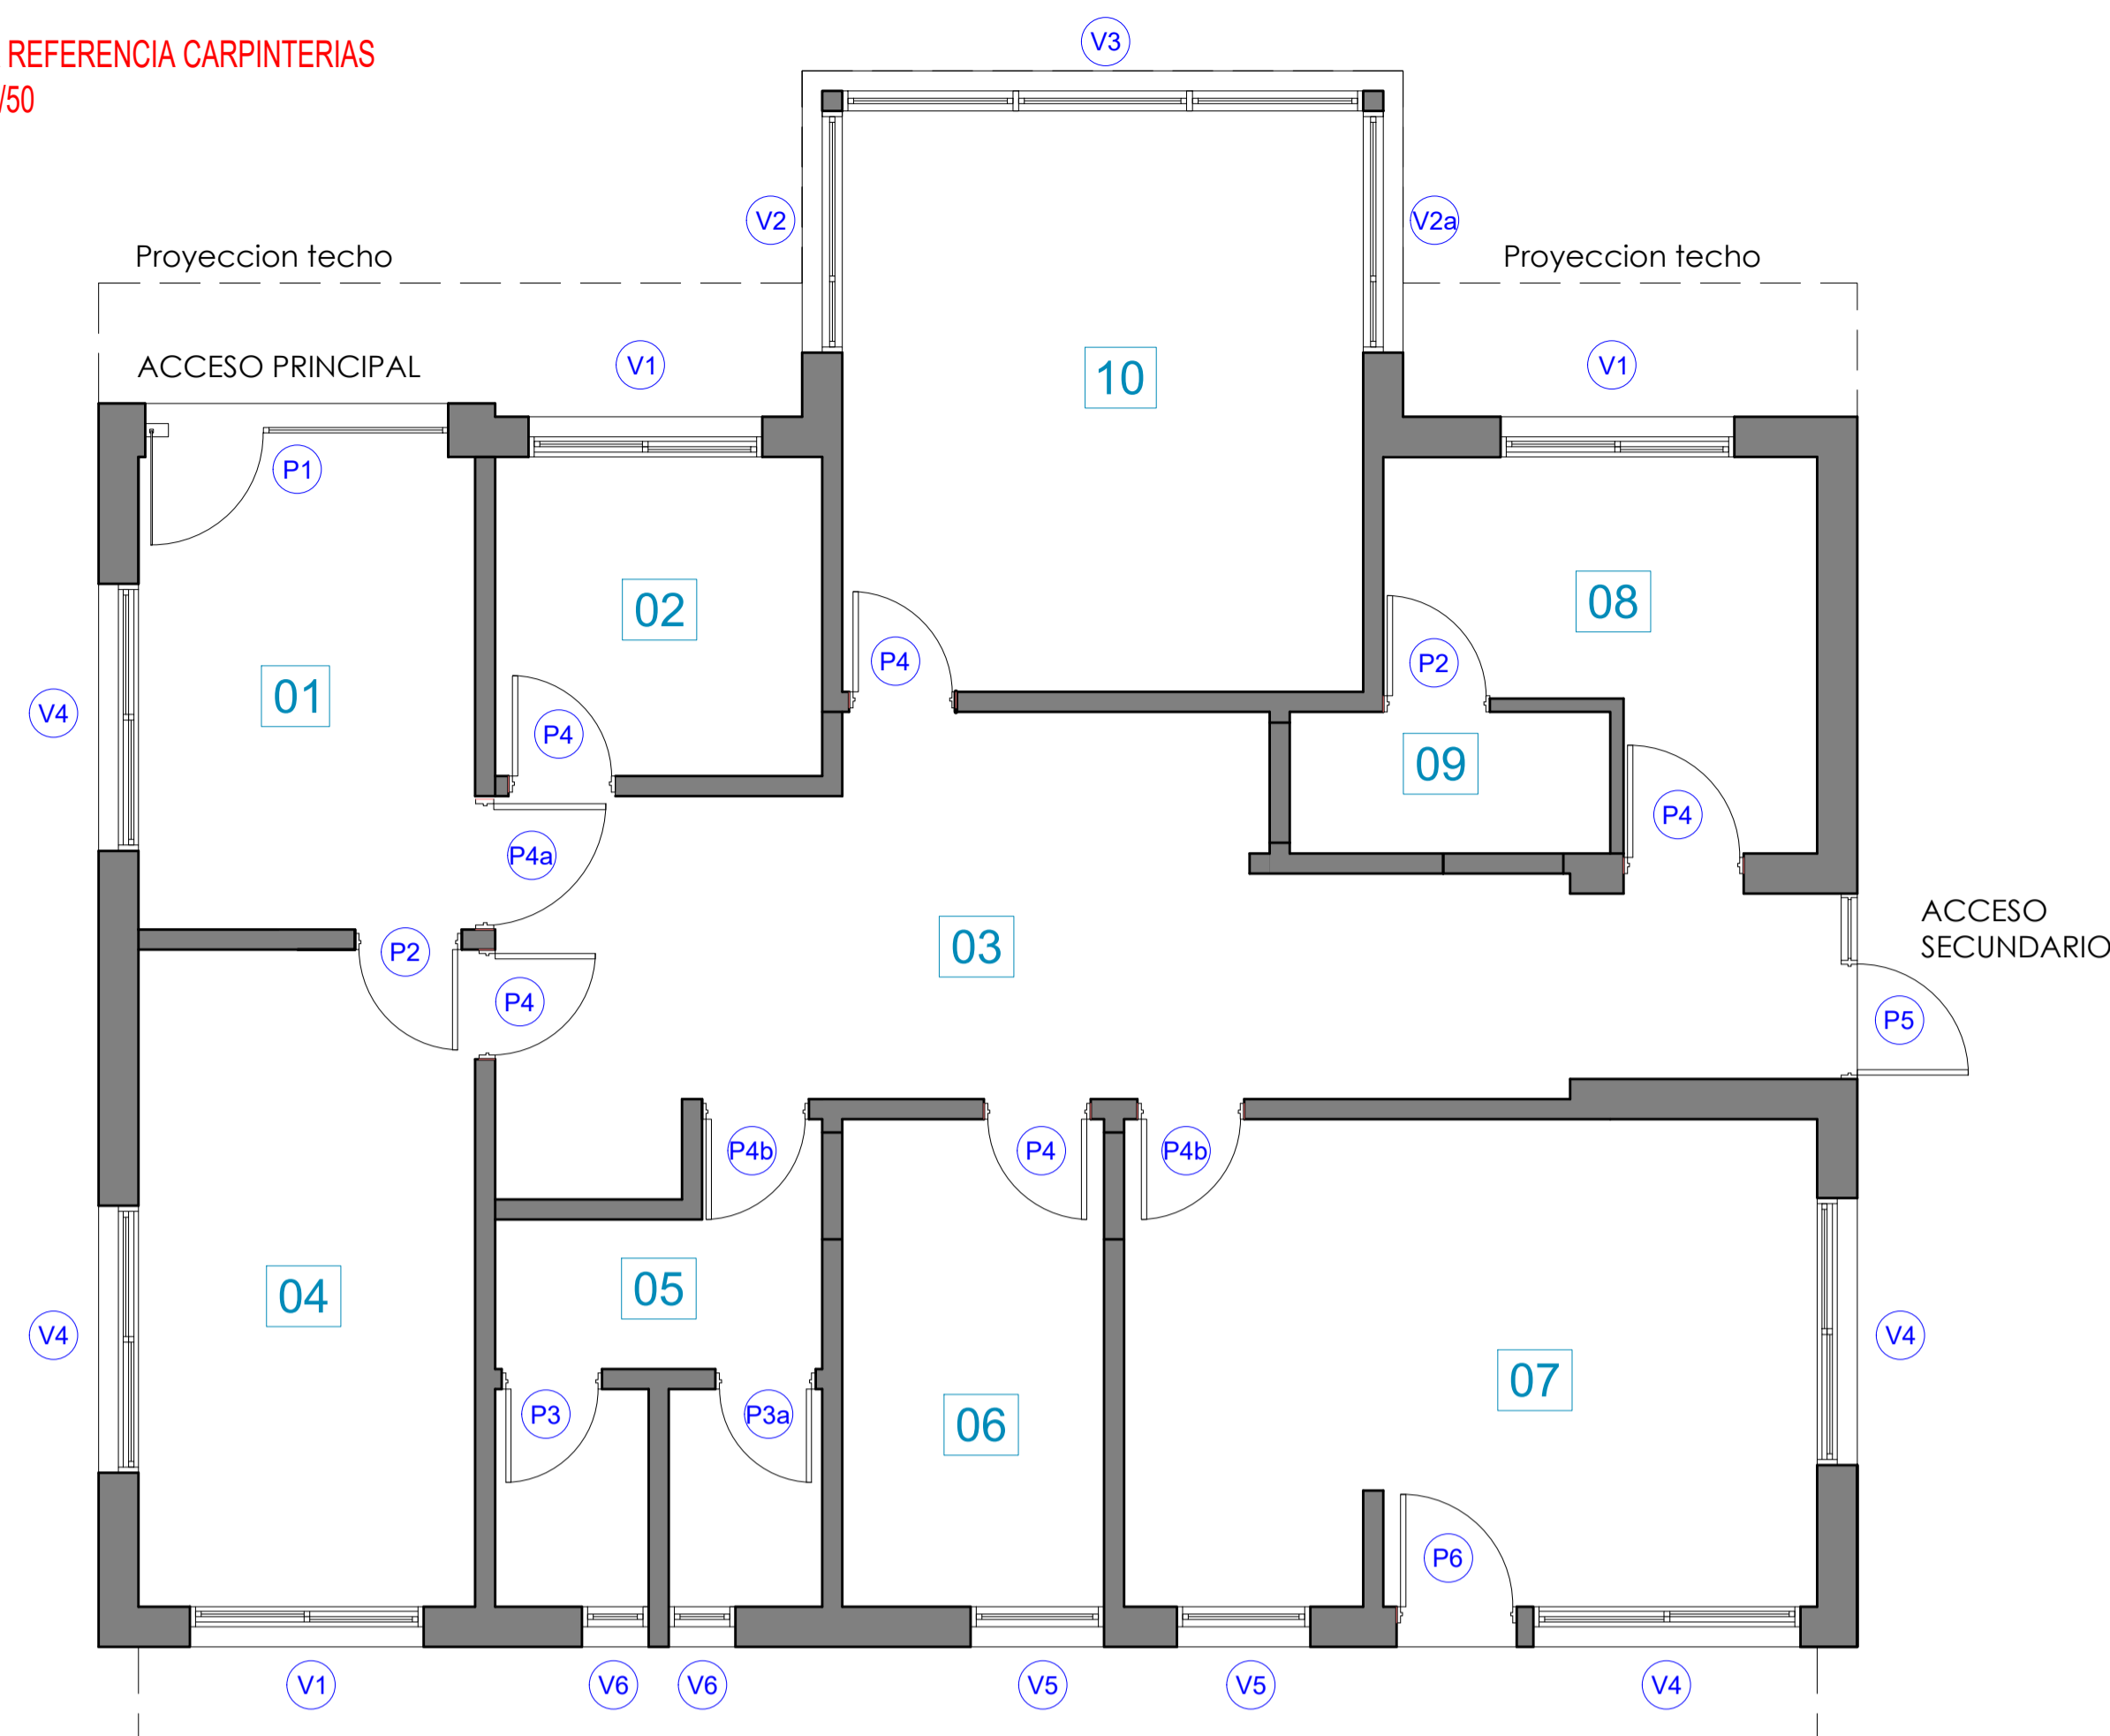 REFERENCIA CARPINTERIAS
/50
V3
V2
V2a
Proyeccion techo
Proyeccion techo
ACCESO PRINCIPAL
V1
10
V1
P1
02
08
P4
P2
01
V4
P4
09
P4
P4a
ACCESO
SECUNDARIO
03
P2
P4
P5
P4b
P4
P4b
05
04
V4
V4
07
P3
P3a
06
P6
V1
V6
V6
V5
V5
V4